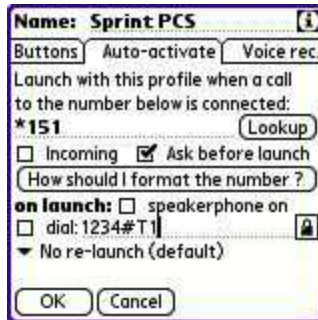 Name: Sprint PCS i
Buttons Auto-activate Voice rec.
Launch with this profile when a call
to the number below is connected:
*151 Lookup
Incoming Ask before launch
How should I format the number ?
on launch: speakerphone on
dial: 1234#T1
No re-launch (default)
OK Cancel